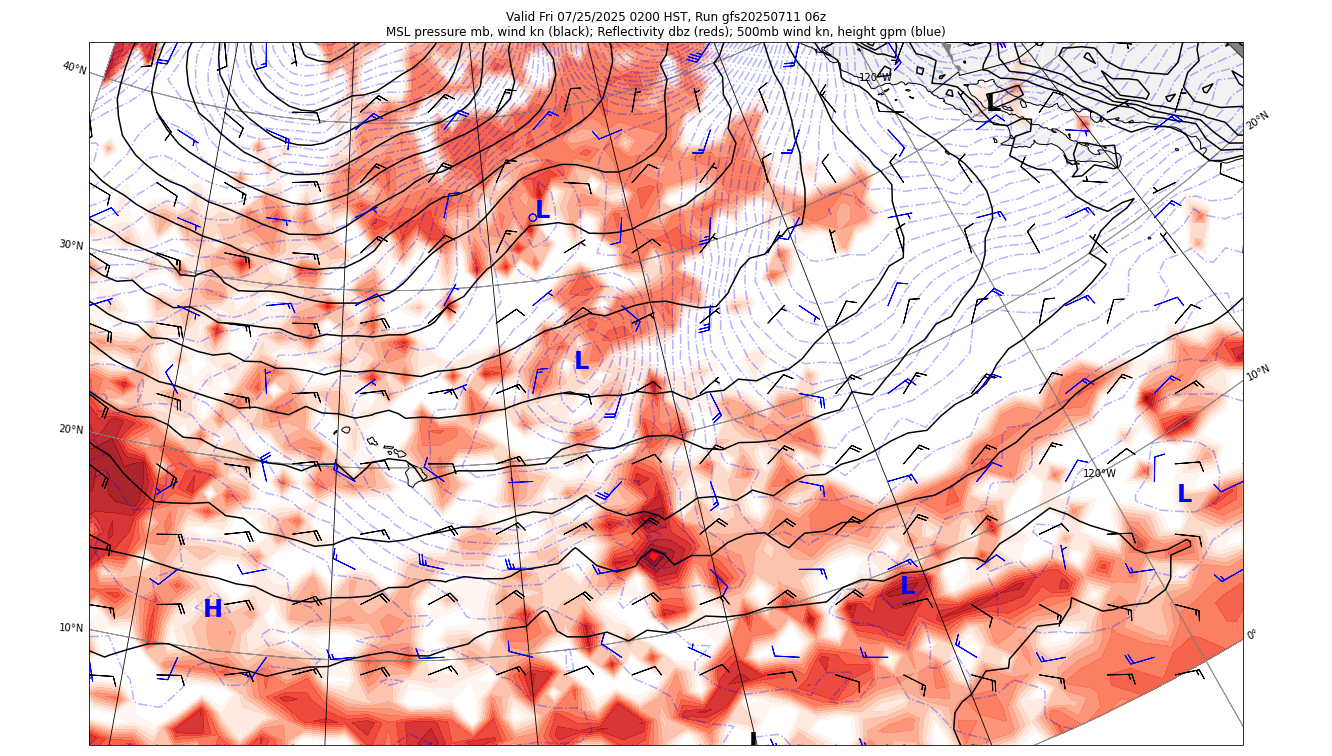 Valid Fri 07/25/2025 0200 HST, Run gfs20250711 06z
MSL pressure mb, wind kn (black); Reflectivity dbz (reds); 500mb wind kn, height gpm (blue)
40°N
120°W
L
20°N
L
30°N
L
10°N
20°N
120°W
L
L
H
10°N
0°
L